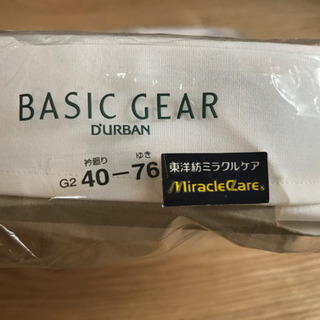 BASIC GEAR
D'URBAN
衿廻り ゆき
G2 40-76
東洋紡ミラクルケア
MiracleCare®